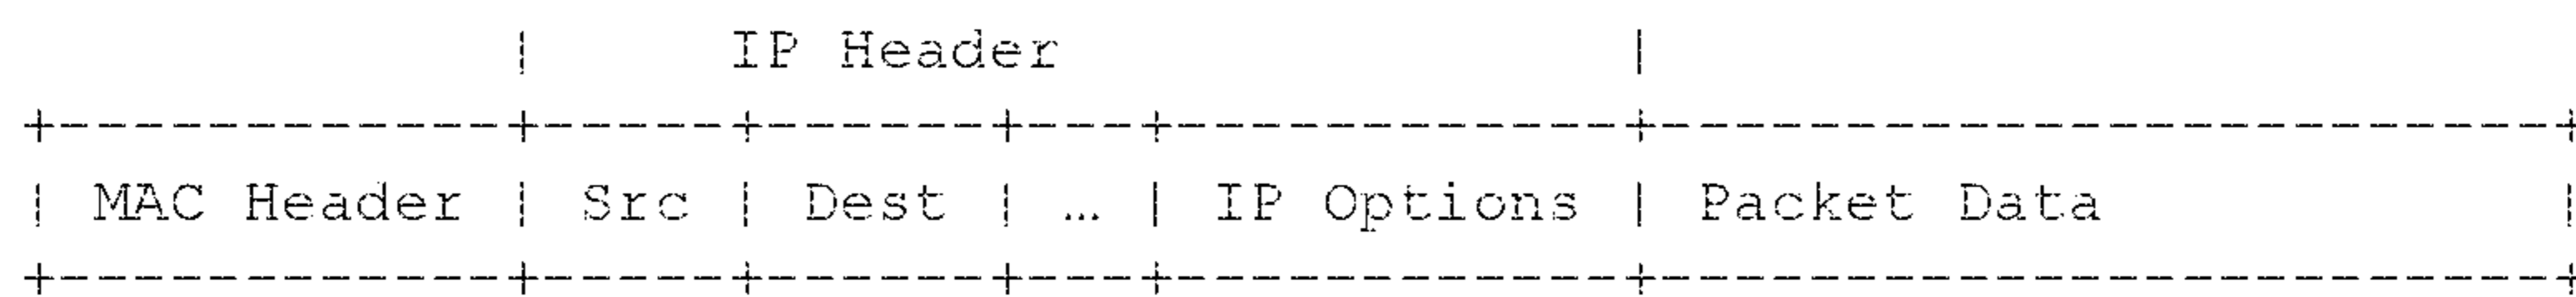 |     IP Header               |
+------------+-----+------+---+------------+------------------------+
| MAC Header | Src | Dest | … | IP Options | Packet Data            |
+------------+-----+------+---+------------+------------------------+